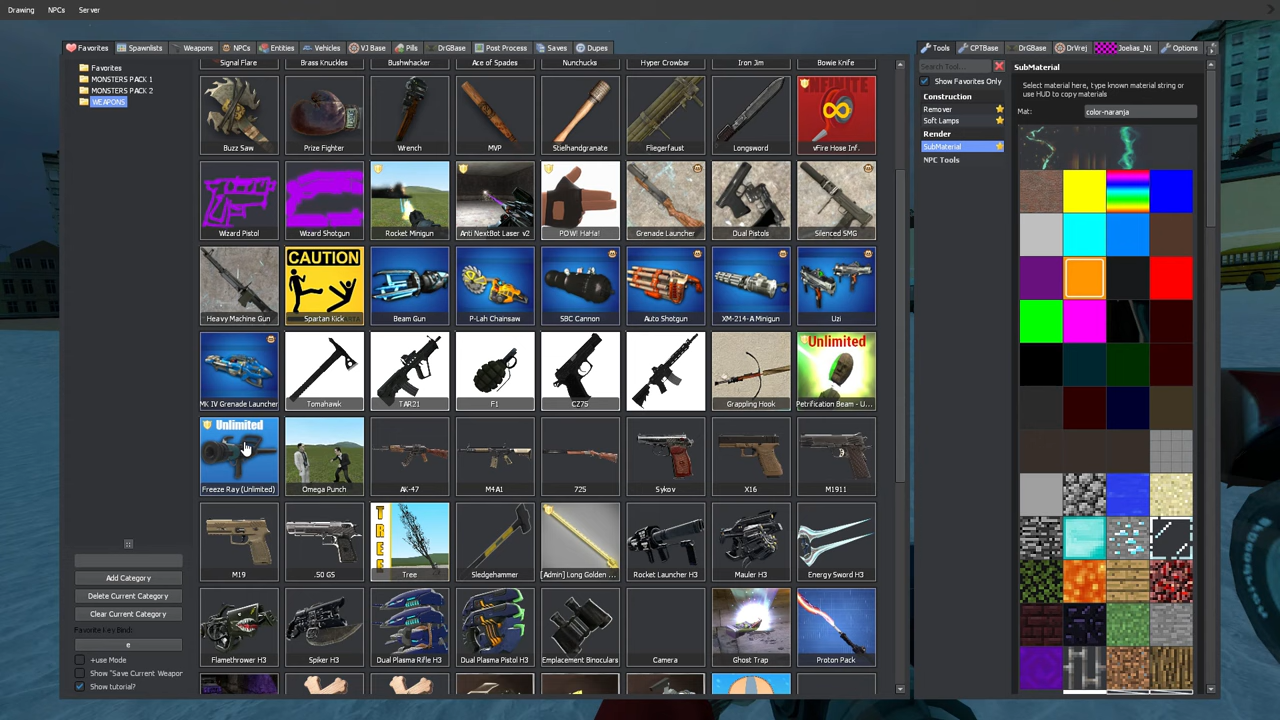 Drawing NPCs Server
Favorites Spawnlists Weapons NPCs Entities Vehicles VJ Base Pills DrGBase Post Process Saves Dupes
Tools CPTBase DrGBase DrVrej Joelias_N1 Options
Favorites
MONSTERS PACK 1
MONSTERS PACK 2
WEAPONS
Signal Flare Brass Knuckles Bushwhacker Ace of Spades Nunchucks Hyper Crowbar Bowie Knife
INFINITE
Buzz Saw Prize Fighter Wrench MVP Stielhandgranate Fliegerfaust Longsword vFire Hose Inf.
Wizard Pistol Wizard Shotgun Rocket Minigun Anti NextBot Laser v2 POW! HaHa! Grenade Launcher Dual Pistols Silenced SMG
CAUTION
Heavy Machine Gun Spartan Kick Beam Gun P-Lah Chainsaw SBC Cannon Auto Shotgun XM-214-A Minigun Uzi
Unlimited
MK IV Grenade Launcher Tomahawk TAR21 F1 CZ75 Grappling Hook Petrification Beam - U...
Unlimited
Freeze Ray (Unlimited) Omega Punch AK-47 M4A1 725 Sykov X16 M1911
TREE
M19 .50 GS Tree Sledgehammer [Admin] Long Golden ... Rocket Launcher H3 Mauler H3 Energy Sword H3
Flamethrower H3 Spiker H3 Dual Plasma Rifle H3 Dual Plasma Pistol H3 Emplacement Binoculars Camera Ghost Trap Proton Pack
Add Category
Delete Current Category
Clear Current Category
Favorite Key Bind:
e
+use Mode
Show "Save Current Weapon
Show tutorial?
Search Tool...
Show Favorites Only
Construction
Remover
Soft Lamps
Render
SubMaterial
NPC Tools
SubMaterial
Select material here, type known material string or
use HUD to copy materials
Mat: color-naranja